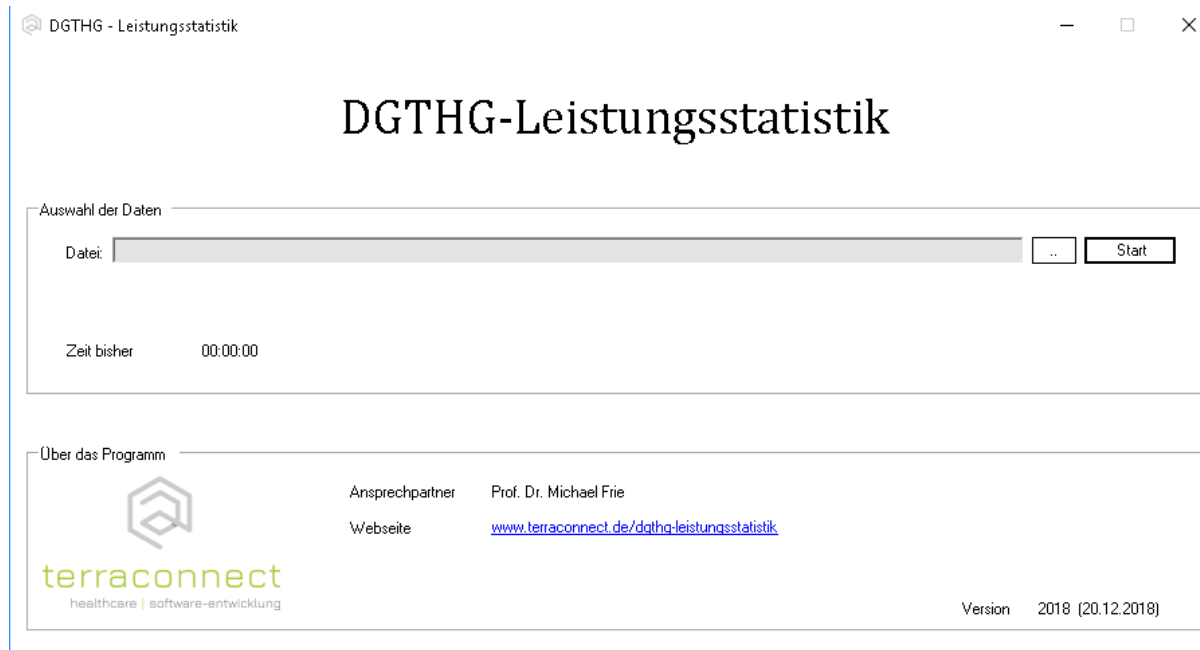 DGTHG - Leistungsstatistik
DGTHG-Leistungsstatistik
Auswahl der Daten
Datei: .. Start
Zeit bisher 00:00:00
Über das Programm
Ansprechpartner Prof. Dr. Michael Frie
Webseite www.terraconnect.de/dgthg-leistungsstatistik
terraconnect
healthcare | software-entwicklung
Version 2018 (20.12.2018)